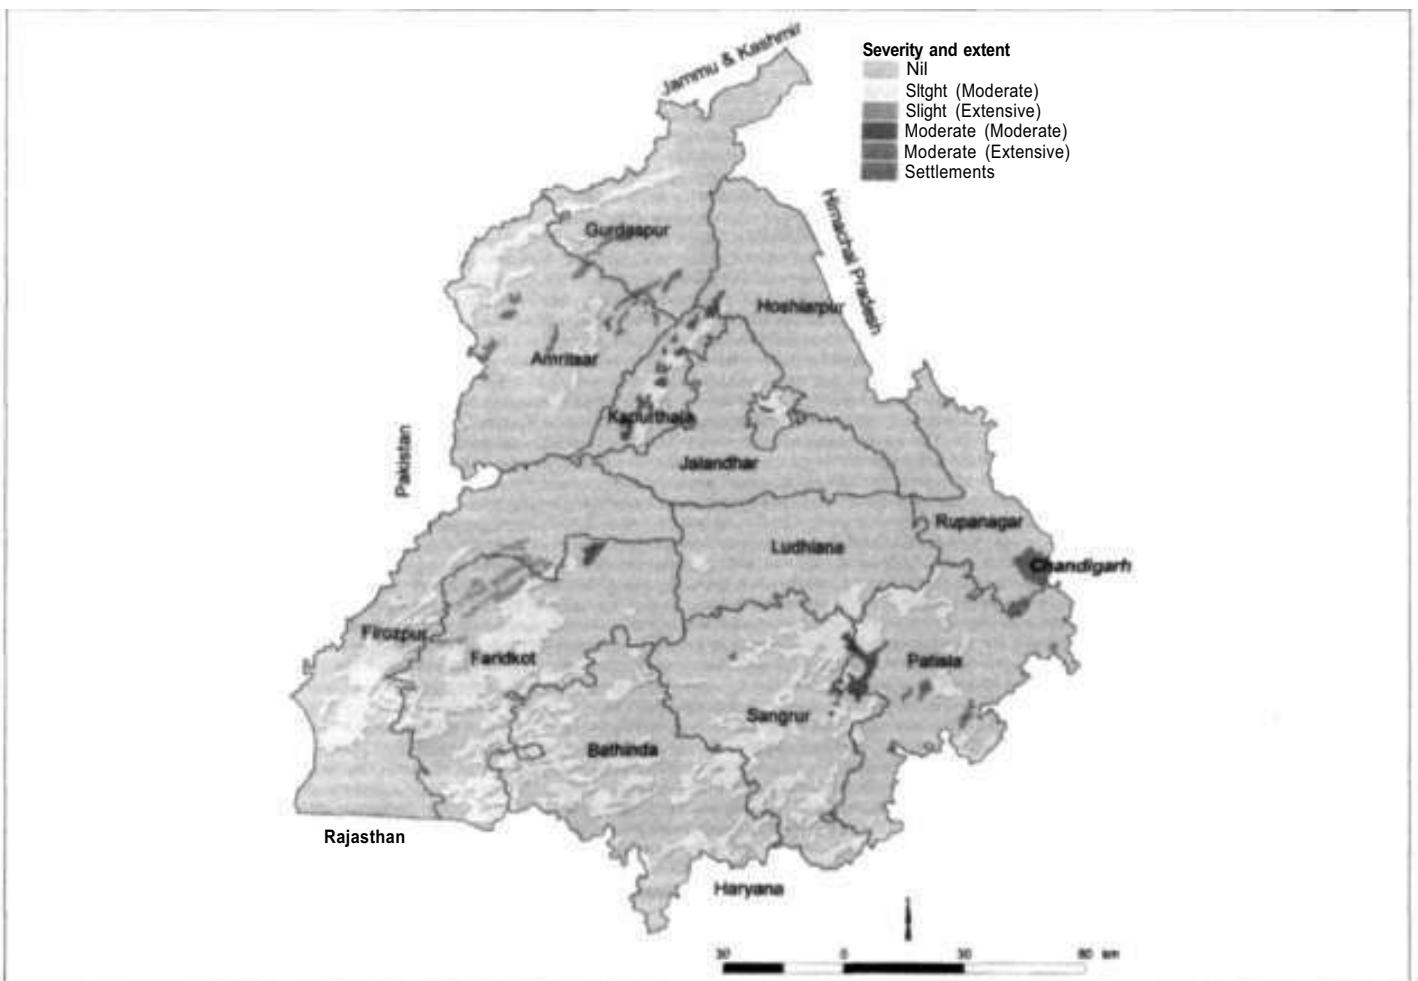 Jammu & Kashmir
Severity and extent
Nil
Sltght (Moderate)
Slight (Extensive)
Moderate (Moderate)
Moderate (Extensive)
Settlements
Himachal Pradesh
Gurdaspur
Hoshiarpur
Amritsar
Kapurthala
Pakistan
Jalandhar
Rupanagar
Ludhiana
Chandigarh
Firozpur
Faridkot
Patiala
Sangrur
Bathinda
Rajasthan
Haryana
30 0 30 60 km